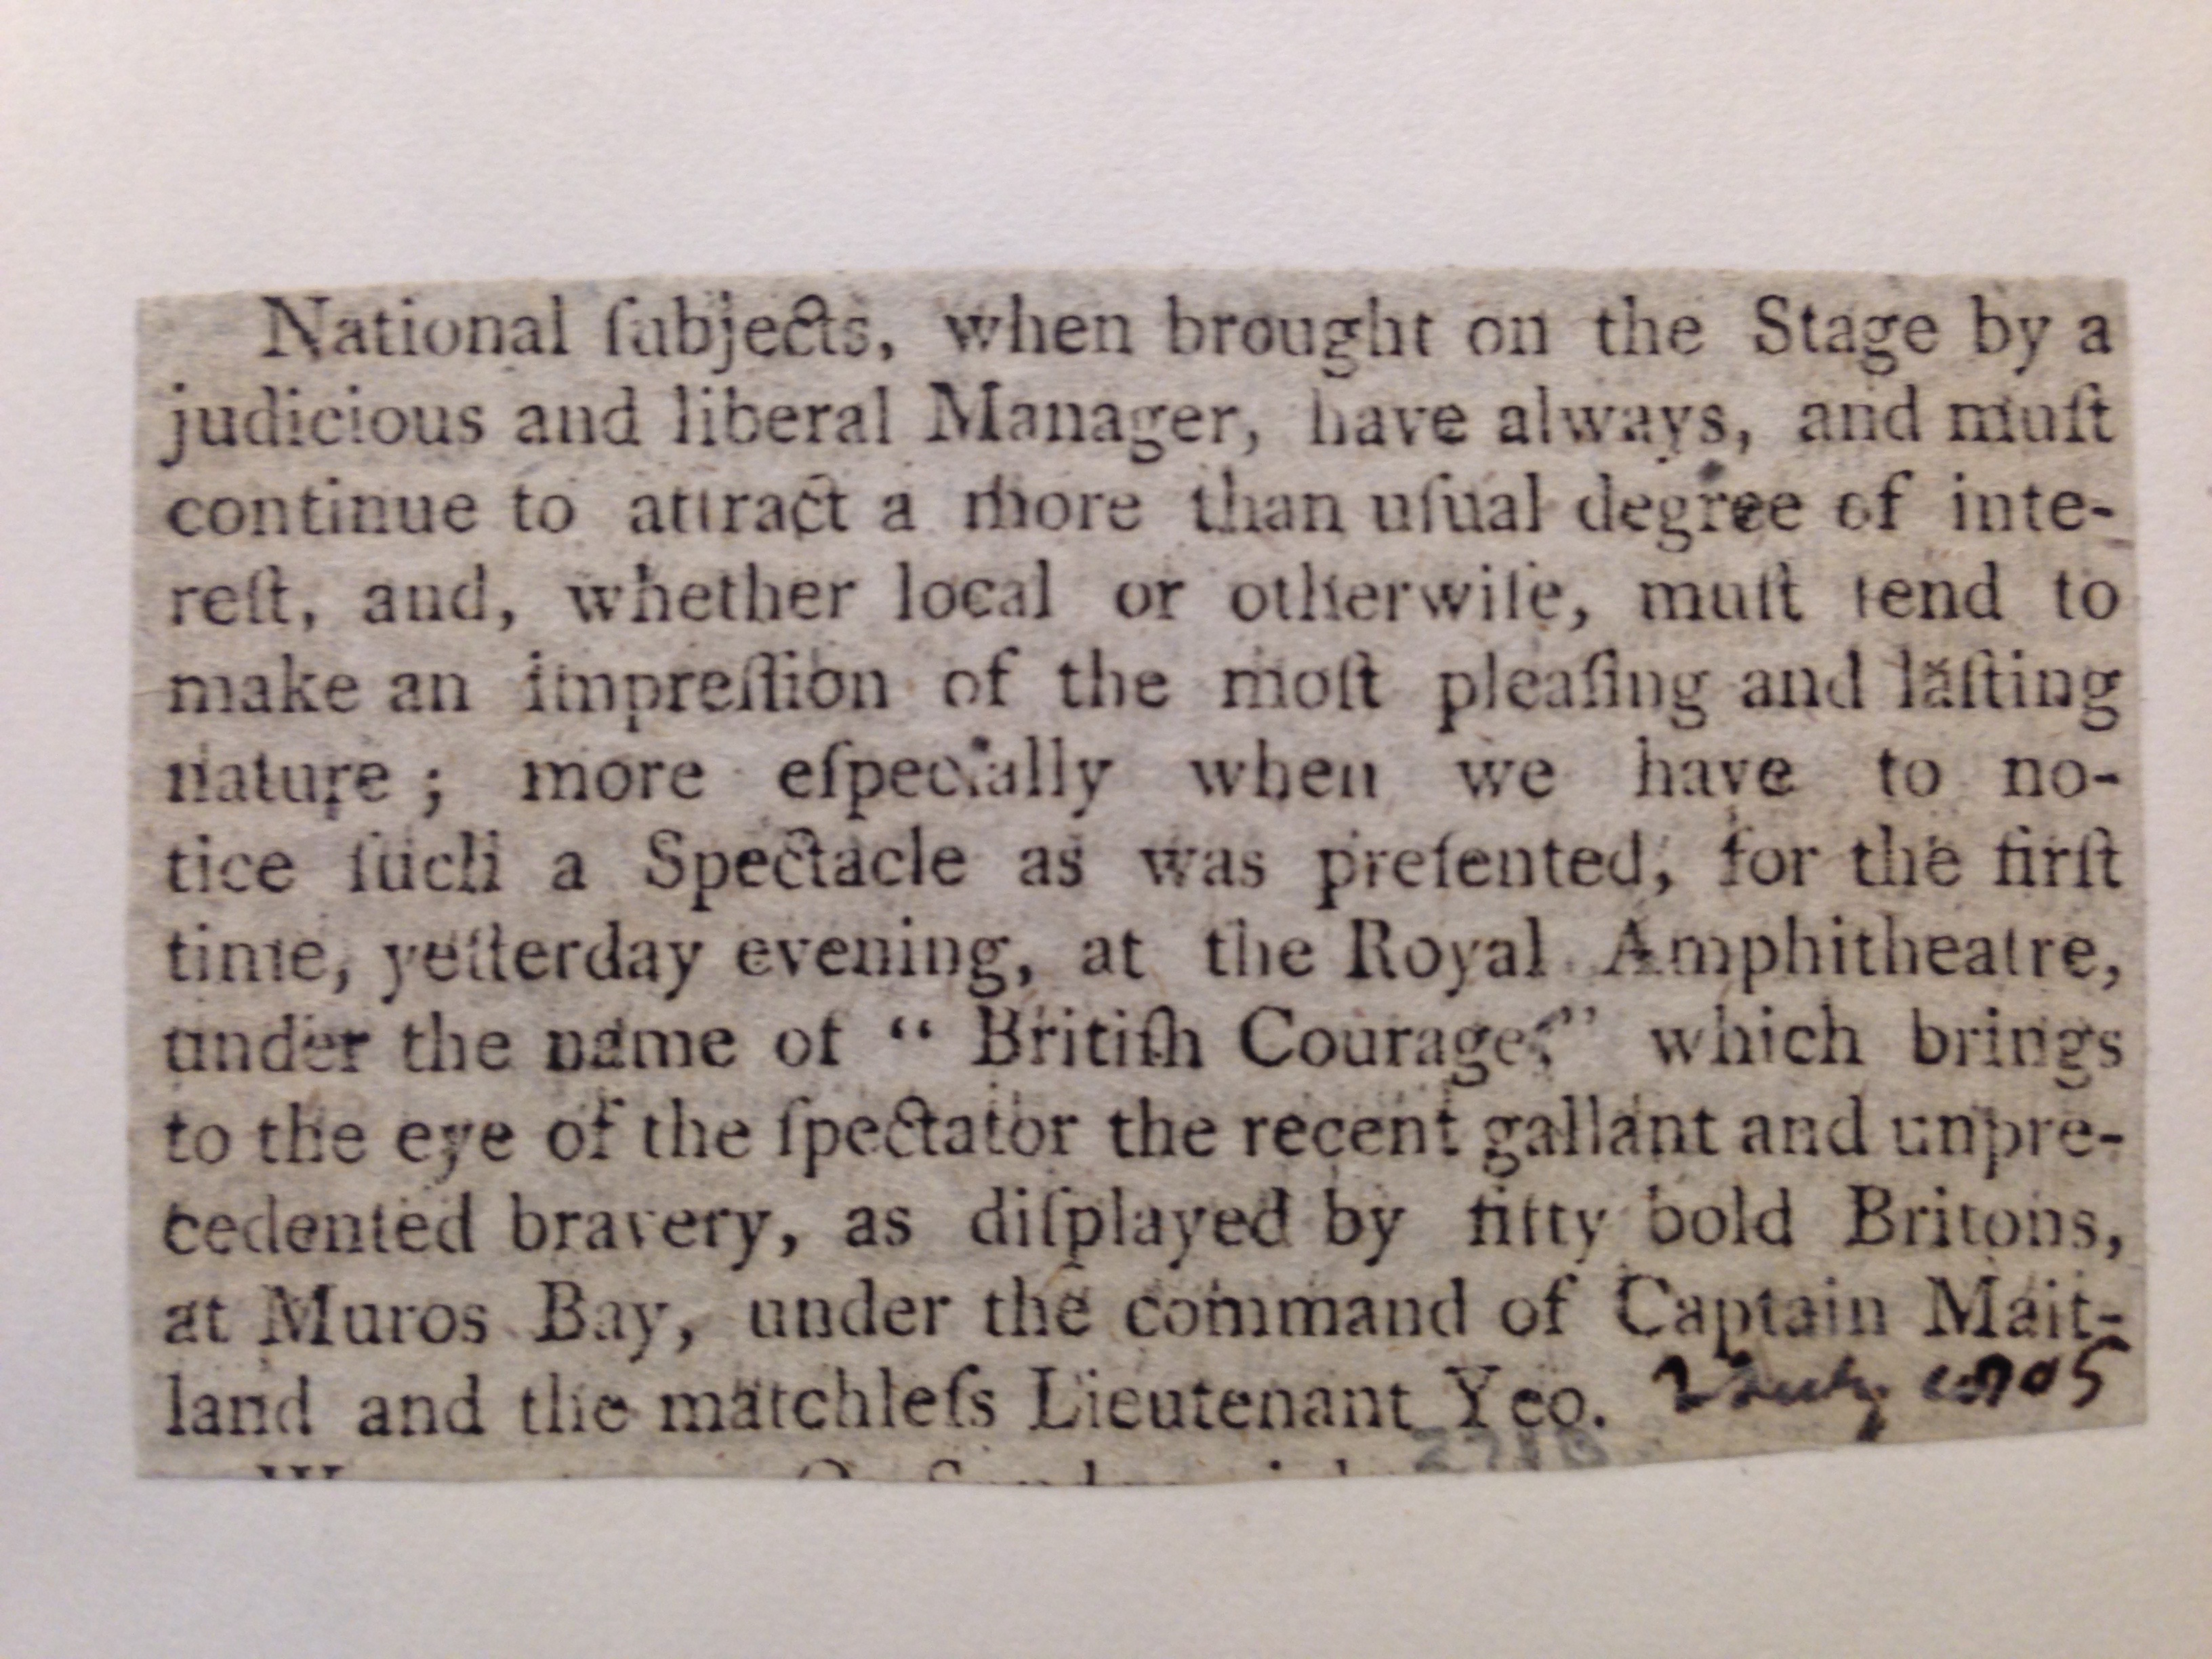 National ſubjects, when brought on the Stage by a
judicious and liberal Manager, have always, and muſt
continue to attract a more than uſual degree of inte-
reſt, and, whether local or otherwiſe, muſt tend to
make an impreſſion of the moſt pleaſing and laſting
nature; more eſpecially when we have to no-
tice ſuch a Spectacle as was preſented, for the firſt
time, yeſterday evening, at the Royal Amphitheatre,
under the name of "Britiſh Courage;" which brings
to the eye of the ſpectator the recent gallant and unpre-
cedented bravery, as diſplayed by fifty bold Britons,
at Muros Bay, under the command of Captain Mait-
land and the matchleſs Lieutenant Yeo.
July 1805